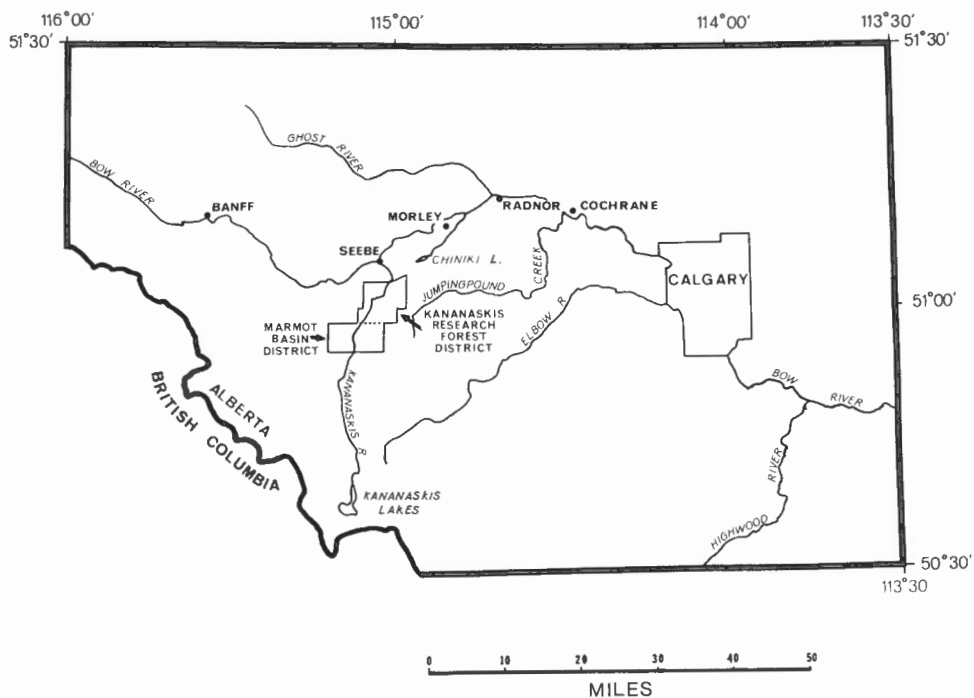 116°00'
115°00'
114°00'
113°30'
51°30'
51°30'
GHOST RIVER
BOW RIVER
BANFF
MORLEY
RADNOR
COCHRANE
SEEBE
CHINIKI L.
CREEK
JUMPINGPOUND
CALGARY
51°00'
KANANASKIS
RESEARCH
FOREST
DISTRICT
MARMOT
BASIN
DISTRICT
ELBOW R.
BOW RIVER
KANANASKIS R.
ALBERTA
BRITISH COLUMBIA
RIVER
HIGHWOOD
KANANASKIS
LAKES
50°30'
113°30
0 10 20 30 40 50
MILES